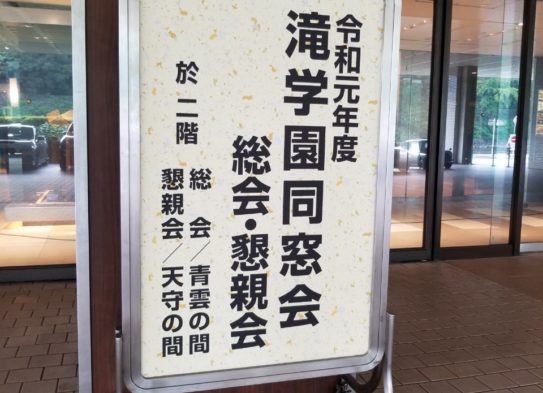 令和元年度
滝学園同窓会
総会・懇親会
於 二階
総 会／青雲の間
懇親会／天守の間